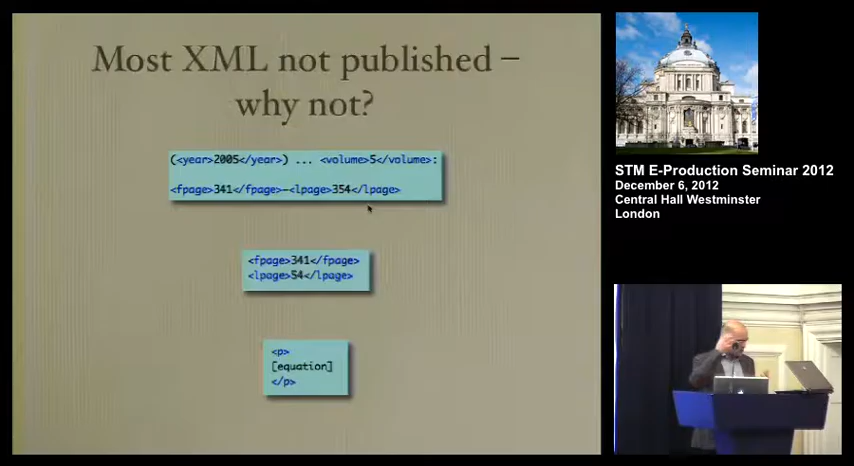 Most XML not published –
why not?
(<year>2005</year>) ... <volume>5</volume>:
<fpage>341</fpage>–<lpage>354</lpage>
<fpage>341</fpage>
<lpage>54</lpage>
<p>
[equation]
</p>
STM E-Production Seminar 2012
December 6, 2012
Central Hall Westminster
London